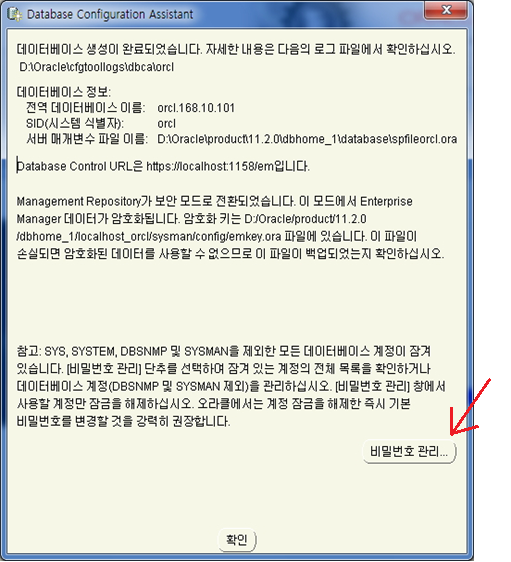 Database Configuration Assistant
데이터베이스 생성이 완료되었습니다. 자세한 내용은 다음의 로그 파일에서 확인하십시오.
D:\Oracle\cfgtoollogs\dbca\orcl
데이터베이스 정보:
전역 데이터베이스 이름: orcl.168.10.101
SID(시스템 식별자): orcl
서버 매개변수 파일 이름: D:\Oracle\product\11.2.0\dbhome_1\database\spfileorcl.ora
Database Control URL은 https://localhost:1158/em입니다.
Management Repository가 보안 모드로 전환되었습니다. 이 모드에서 Enterprise
Manager 데이터가 암호화됩니다. 암호화 키는 D:/Oracle/product/11.2.0
/dbhome_1/localhost_orcl/sysman/config/emkey.ora 파일에 있습니다. 이 파일이
손실되면 암호화된 데이터를 사용할 수 없으므로 이 파일이 백업되었는지 확인하십시오.
참고: SYS, SYSTEM, DBSNMP 및 SYSMAN을 제외한 모든 데이터베이스 계정이 잠겨
있습니다. [비밀번호 관리] 단추를 선택하여 잠겨 있는 계정의 전체 목록을 확인하거나
데이터베이스 계정(DBSNMP 및 SYSMAN 제외)을 관리하십시오. [비밀번호 관리] 창에서
사용할 계정만 잠금을 해제하십시오. 오라클에서는 계정 잠금을 해제한 즉시 기본
비밀번호를 변경할 것을 강력히 권장합니다.
비밀번호 관리...
확인